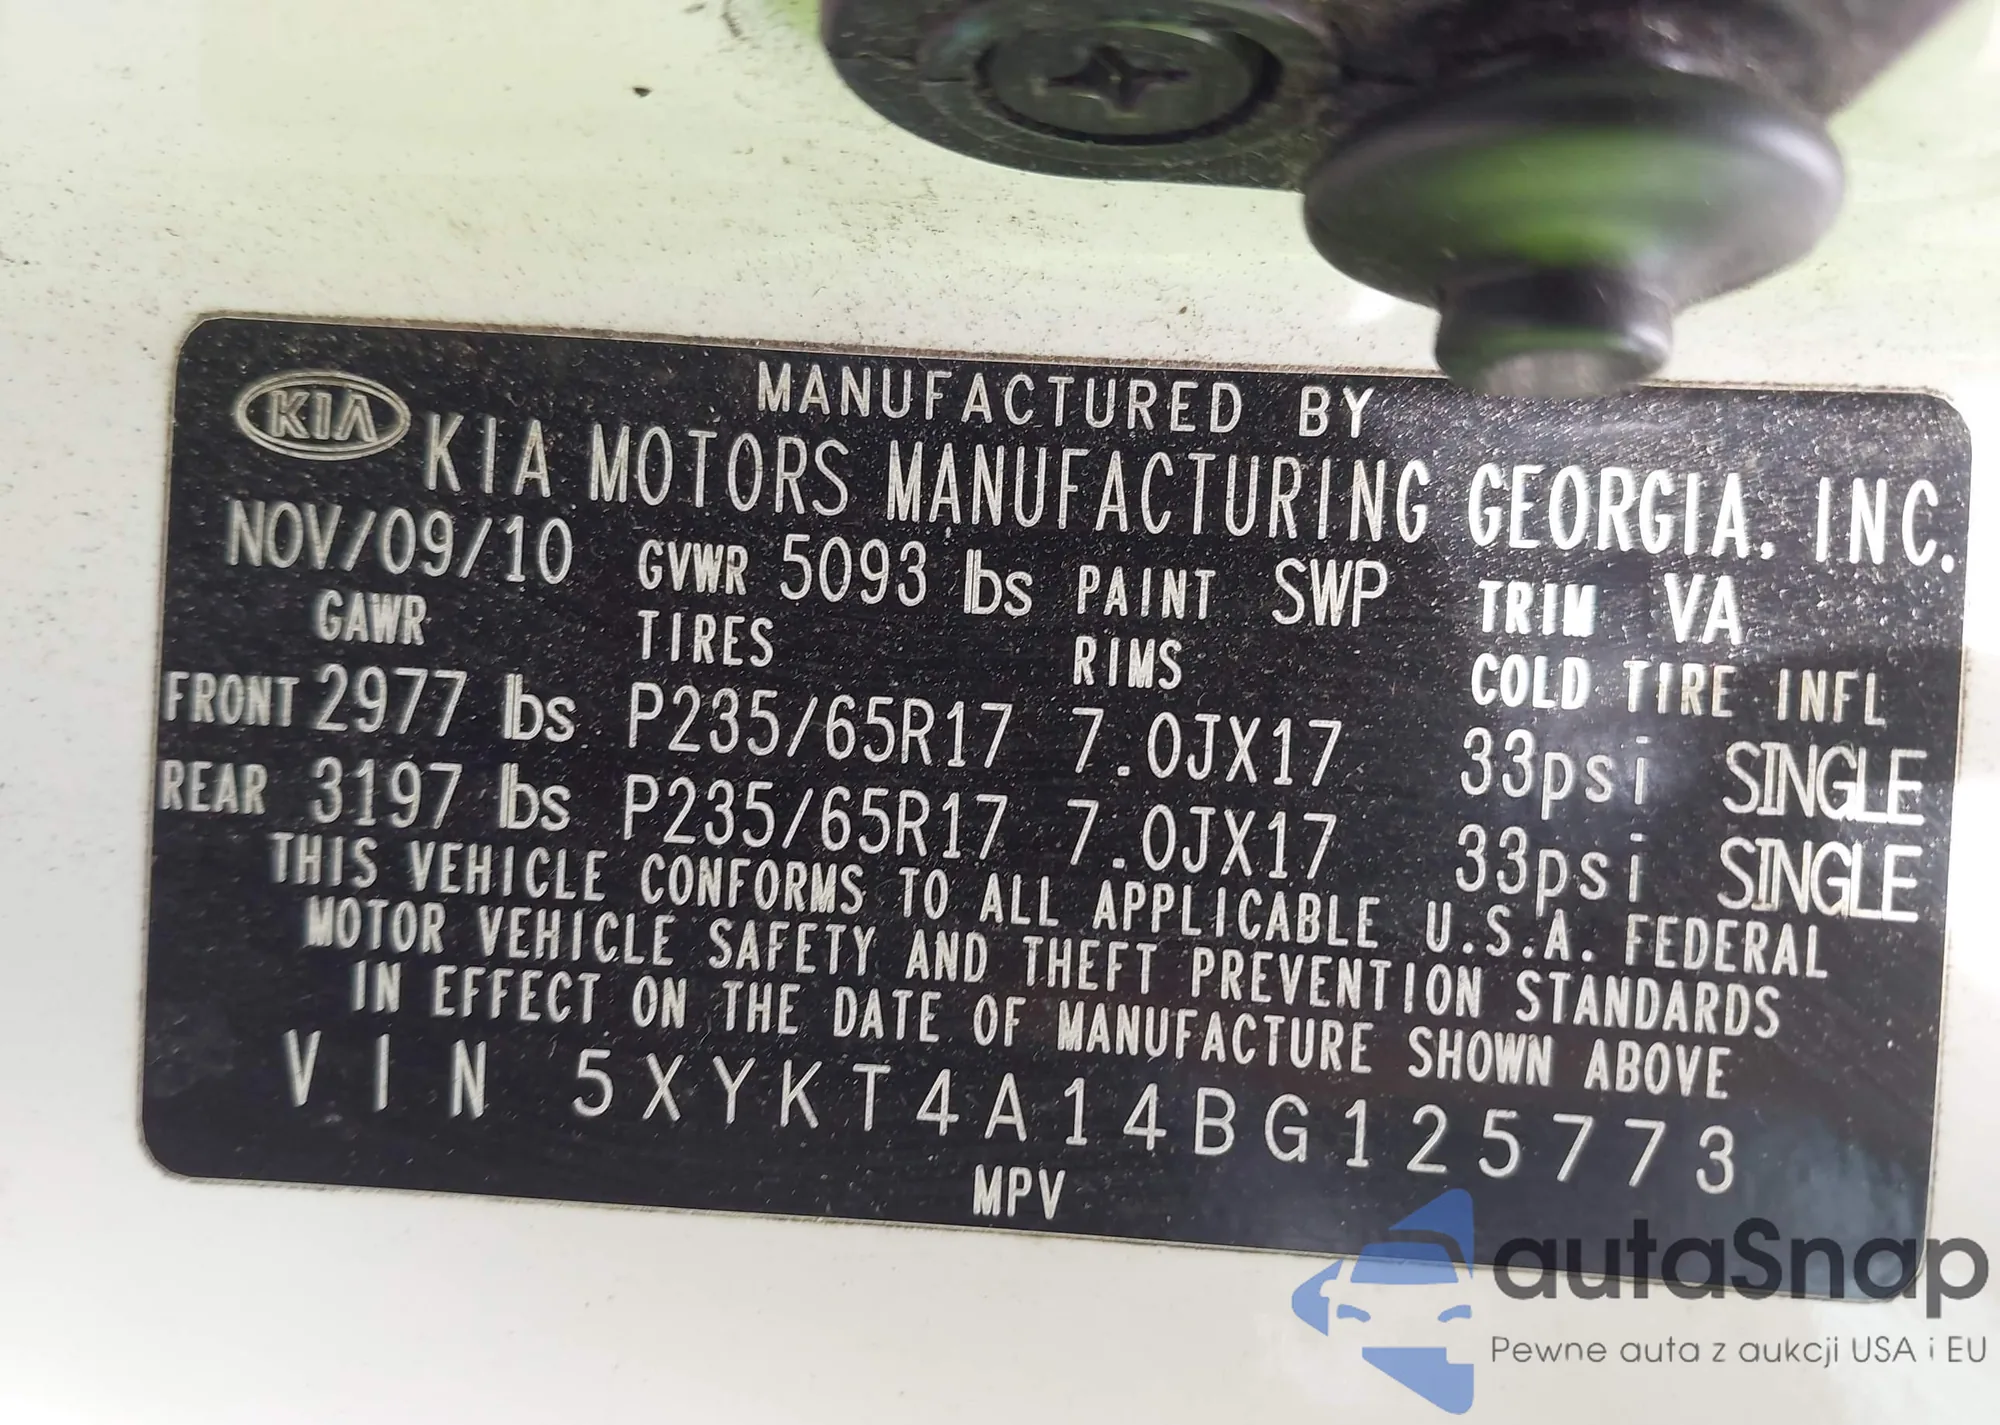 MANUFACTURED BY
KIA KIA MOTORS MANUFACTURING GEORGIA. INC.
NOV/09/10 GVWR 5093 lbs PAINT SWP TRIM VA
GAWR TIRES RIMS COLD TIRE INFL
FRONT 2977 lbs P235/65R17 7.0JX17 33psi SINGLE
REAR 3197 lbs P235/65R17 7.0JX17 33psi SINGLE
THIS VEHICLE CONFORMS TO ALL APPLICABLE U.S.A. FEDERAL
MOTOR VEHICLE SAFETY AND THEFT PREVENTION STANDARDS
IN EFFECT ON THE DATE OF MANUFACTURE SHOWN ABOVE
VIN 5XYKT4A14BG125773
MPV
autaSnap
Pewne auta z aukcji USA i EU